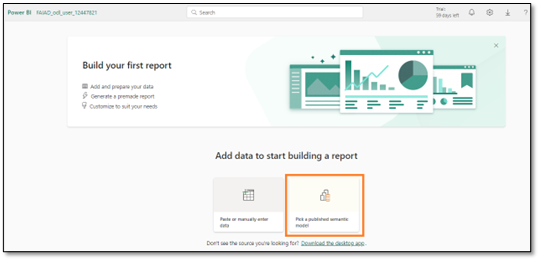 Power BI FAIAD_odl_user_12447821
Search
Trial:
59 days left
Build your first report
Add and prepare your data
Generate a premade report
Customize to suit your needs
Add data to start building a report
Paste or manually enter
data
Pick a published semantic
model
Don't see the source you're looking for? Download the desktop app.